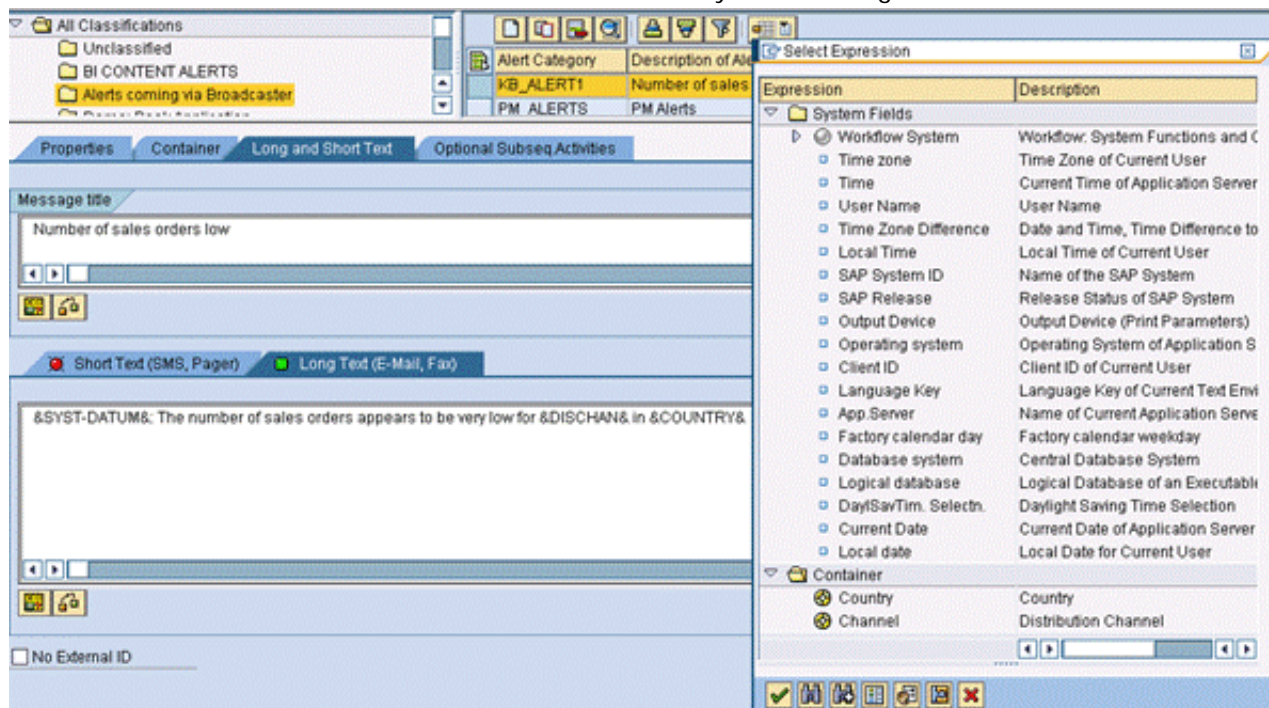 All Classifications
Unclassified
BI CONTENT ALERTS
Alerts coming via Broadcaster
Alert Category Description of Ale
KB_ALERT1 Number of sales
PM_ALERTS PM Alerts
Properties Container Long and Short Text Optional Subseq.Activities
Message title
Number of sales orders low
Short Text (SMS, Pager) Long Text (E-Mail, Fax)
&SYST-DATUM&: The number of sales orders appears to be very low for &DISCHAN& in &COUNTRY&
No External ID
Select Expression
Expression Description
System Fields
Workflow System Workflow: System Functions and C
Time zone Time Zone of Current User
Time Current Time of Application Server
User Name User Name
Time Zone Difference Date and Time, Time Difference to
Local Time Local Time of Current User
SAP System ID Name of the SAP System
SAP Release Release Status of SAP System
Output Device Output Device (Print Parameters)
Operating system Operating System of Application S
Client ID Client ID of Current User
Language Key Language Key of Current Text Envi
App.Server Name of Current Application Serve
Factory calendar day Factory calendar weekday
Database system Central Database System
Logical database Logical Database of an Executable
DaylSavTim. Selectn. Daylight Saving Time Selection
Current Date Current Date of Application Server
Local date Local Date for Current User
Container
Country Country
Channel Distribution Channel